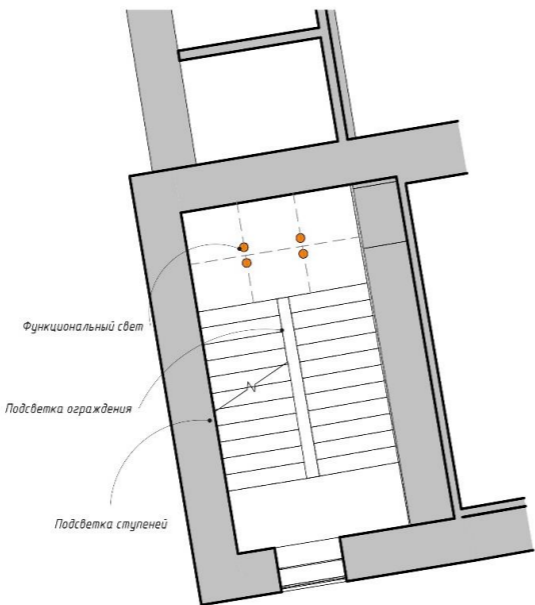 Функциональный свет
Подсветка ограждения
Подсветка ступеней